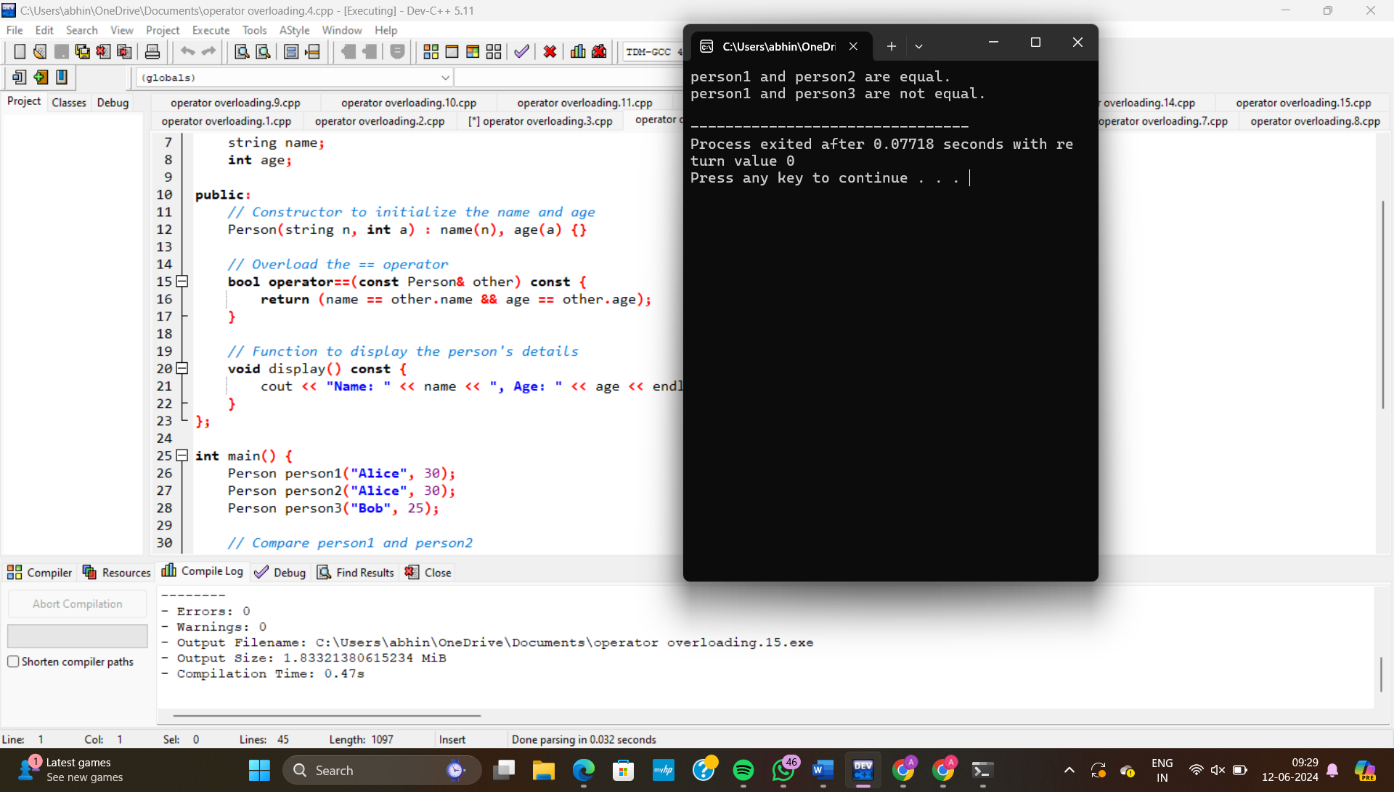 C:\Users\abhin\OneDrive\Documents\operator overloading.4.cpp - [Executing] - Dev-C++ 5.11
File Edit Search View Project Execute Tools AStyle Window Help
TDM-GCC 4
(globals)
Project Classes Debug
operator overloading.9.cpp operator overloading.10.cpp operator overloading.11.cpp overloading.14.cpp operator overloading.15.cpp
operator overloading.1.cpp operator overloading.2.cpp [*] operator overloading.3.cpp operator operator overloading.7.cpp operator overloading.8.cpp
7 string name;
8 int age;
9
10 public:
11 // Constructor to initialize the name and age
12 Person(string n, int a) : name(n), age(a) {}
13
14 // Overload the == operator
15 bool operator==(const Person& other) const {
16 return (name == other.name && age == other.age);
17 }
18
19 // Function to display the person's details
20 void display() const {
21 cout << "Name: " << name << ", Age: " << age << endl
22 }
23 };
24
25 int main() {
26 Person person1("Alice", 30);
27 Person person2("Alice", 30);
28 Person person3("Bob", 25);
29
30 // Compare person1 and person2
C:\Users\abhin\OneDri
person1 and person2 are equal.
person1 and person3 are not equal.
--------------------------------
Process exited after 0.07718 seconds with re
turn value 0
Press any key to continue . . .
Compiler Resources Compile Log Debug Find Results Close
Abort Compilation
Shorten compiler paths
--------
- Errors: 0
- Warnings: 0
- Output Filename: C:\Users\abhin\OneDrive\Documents\operator overloading.15.exe
- Output Size: 1.83321380615234 MiB
- Compilation Time: 0.47s
Line: 1 Col: 1 Sel: 0 Lines: 45 Length: 1097 Insert Done parsing in 0.032 seconds
1
Latest games
See new games
Search
myhp
46
DEV
C++
A
A
ENG
IN
09:29
12-06-2024
PRE